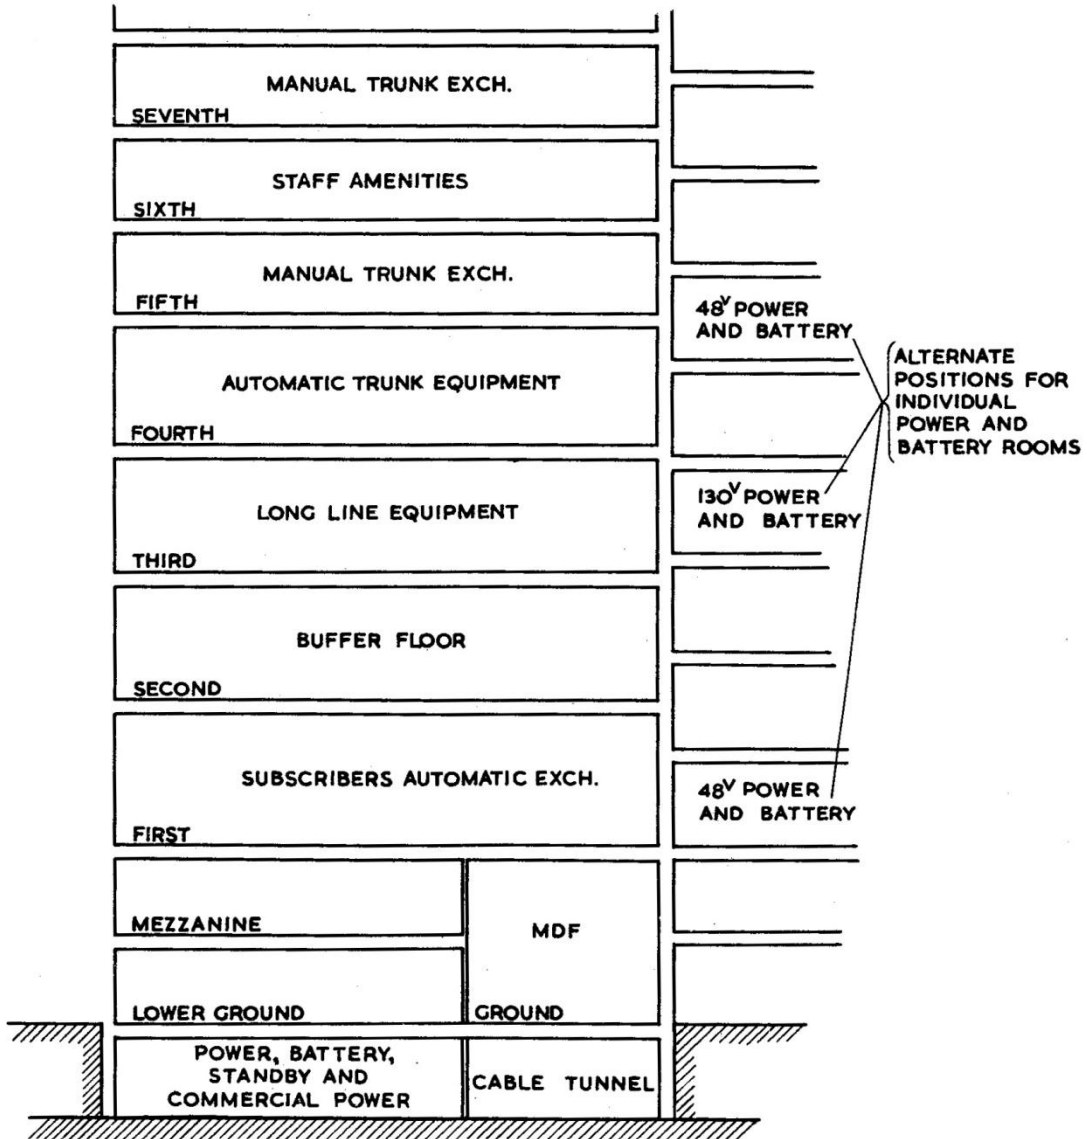 MANUAL TRUNK EXCH.
SEVENTH
STAFF AMENITIES
SIXTH
MANUAL TRUNK EXCH.
FIFTH
48V POWER
AND BATTERY
ALTERNATE
POSITIONS FOR
INDIVIDUAL
POWER AND
BATTERY ROOMS
AUTOMATIC TRUNK EQUIPMENT
FOURTH
LONG LINE EQUIPMENT
THIRD
130V POWER
AND BATTERY
BUFFER FLOOR
SECOND
SUBSCRIBERS AUTOMATIC EXCH.
FIRST
48V POWER
AND BATTERY
MEZZANINE
MDF
LOWER GROUND
GROUND
POWER, BATTERY,
STANDBY AND
COMMERCIAL POWER
CABLE TUNNEL